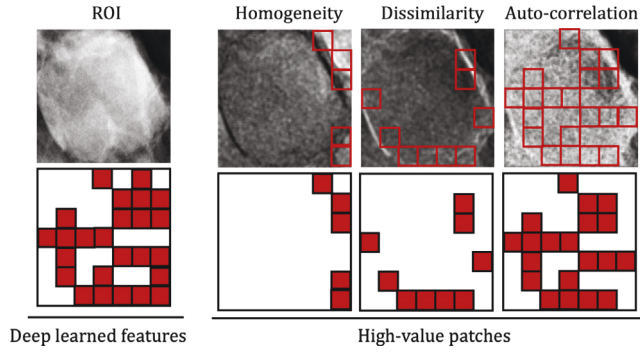 ROI Homogeneity Dissimilarity Auto-correlation
Deep learned features High-value patches